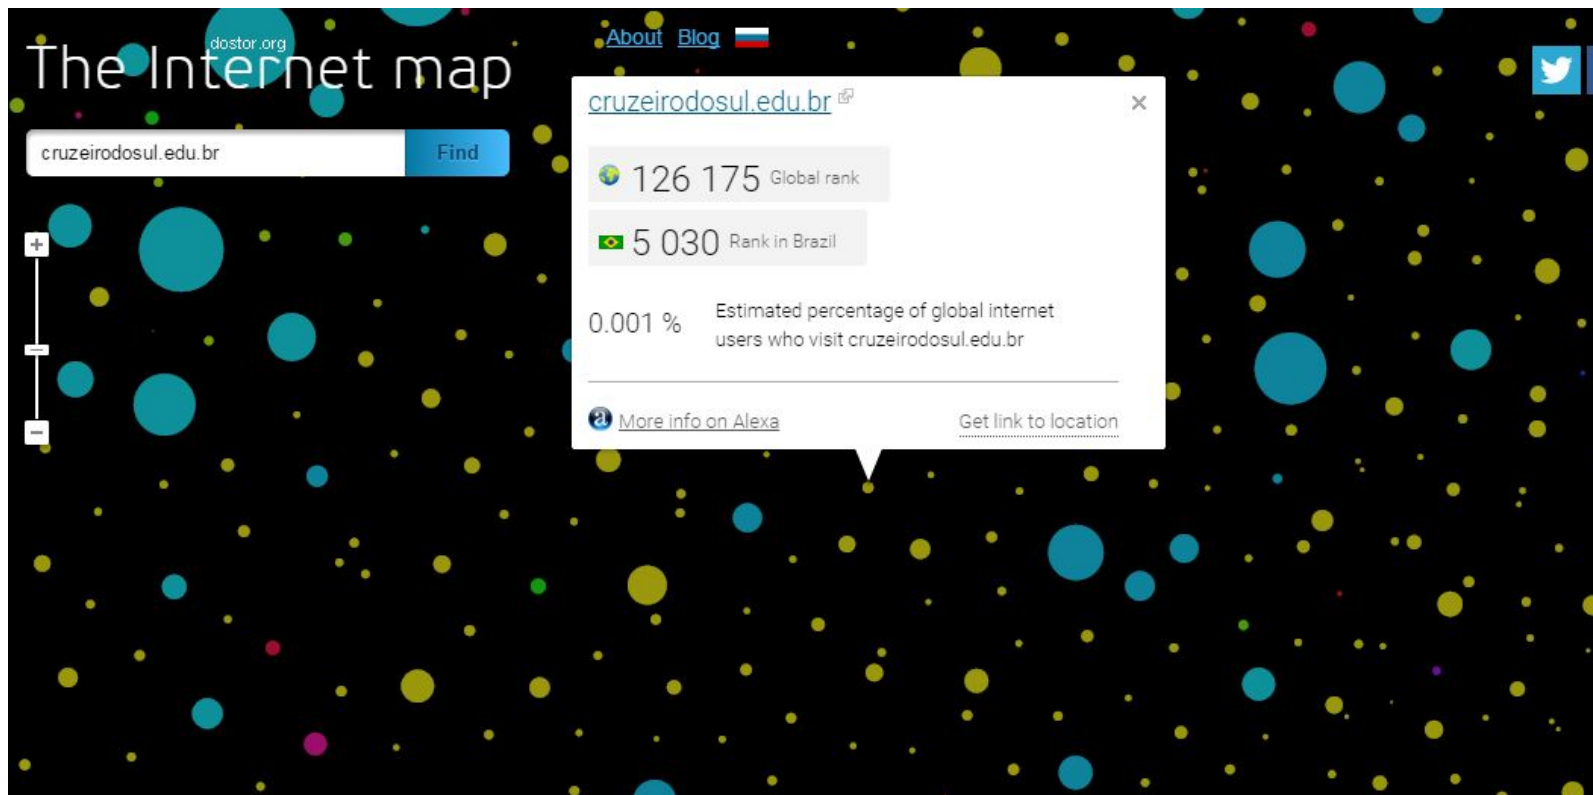 dostor.org
The Internet map
About Blog
cruzeirodosul.edu.br
Find
cruzeirodosul.edu.br
126 175 Global rank
5 030 Rank in Brazil
0.001 % Estimated percentage of global internet
users who visit cruzeirodosul.edu.br
More info on Alexa
Get link to location